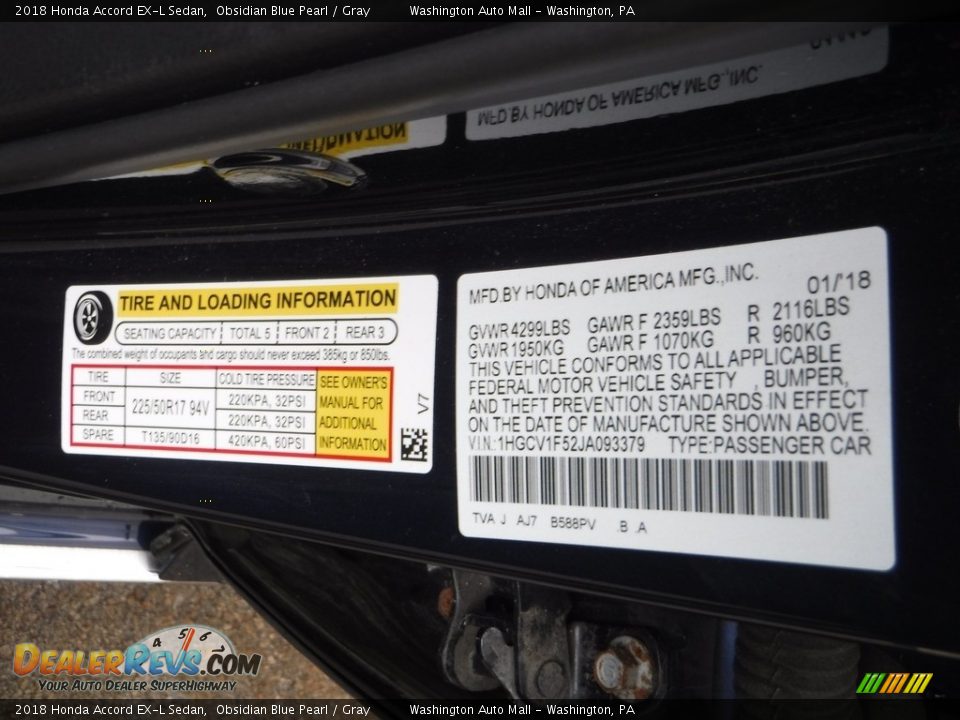 2018 Honda Accord EX-L Sedan, Obsidian Blue Pearl / Gray Washington Auto Mall - Washington, PA
01/18
MFD.BY HONDA OF AMERICA MFG.,INC.
INFORMATION
TIRE AND LOADING INFORMATION
SEATING CAPACITY TOTAL 5 FRONT 2 REAR 3
The combined weight of occupants and cargo should never exceed 385kg or 850lbs.
TIRE SIZE COLD TIRE PRESSURE SEE OWNER'S
FRONT 225/50R17 94V 220KPA, 32PSI MANUAL FOR
REAR 220KPA, 32PSI ADDITIONAL
SPARE T135/90D16 420KPA, 60PSI INFORMATION
V7
MFD.BY HONDA OF AMERICA MFG.,INC. 01/'18
GVWR 4299LBS GAWR F 2359LBS R 2116LBS
GVWR 1950KG GAWR F 1070KG R 960KG
THIS VEHICLE CONFORMS TO ALL APPLICABLE
FEDERAL MOTOR VEHICLE SAFETY , BUMPER,
AND THEFT PREVENTION STANDARDS IN EFFECT
ON THE DATE OF MANUFACTURE SHOWN ABOVE.
VIN:1HGCV1F52JA093379 TYPE:PASSENGER CAR
TVA J AJ7 B588PV .B .A
4 5 6
DEALERREVS.COM
YOUR AUTO DEALER SUPERHIGHWAY
2018 Honda Accord EX-L Sedan, Obsidian Blue Pearl / Gray Washington Auto Mall - Washington, PA